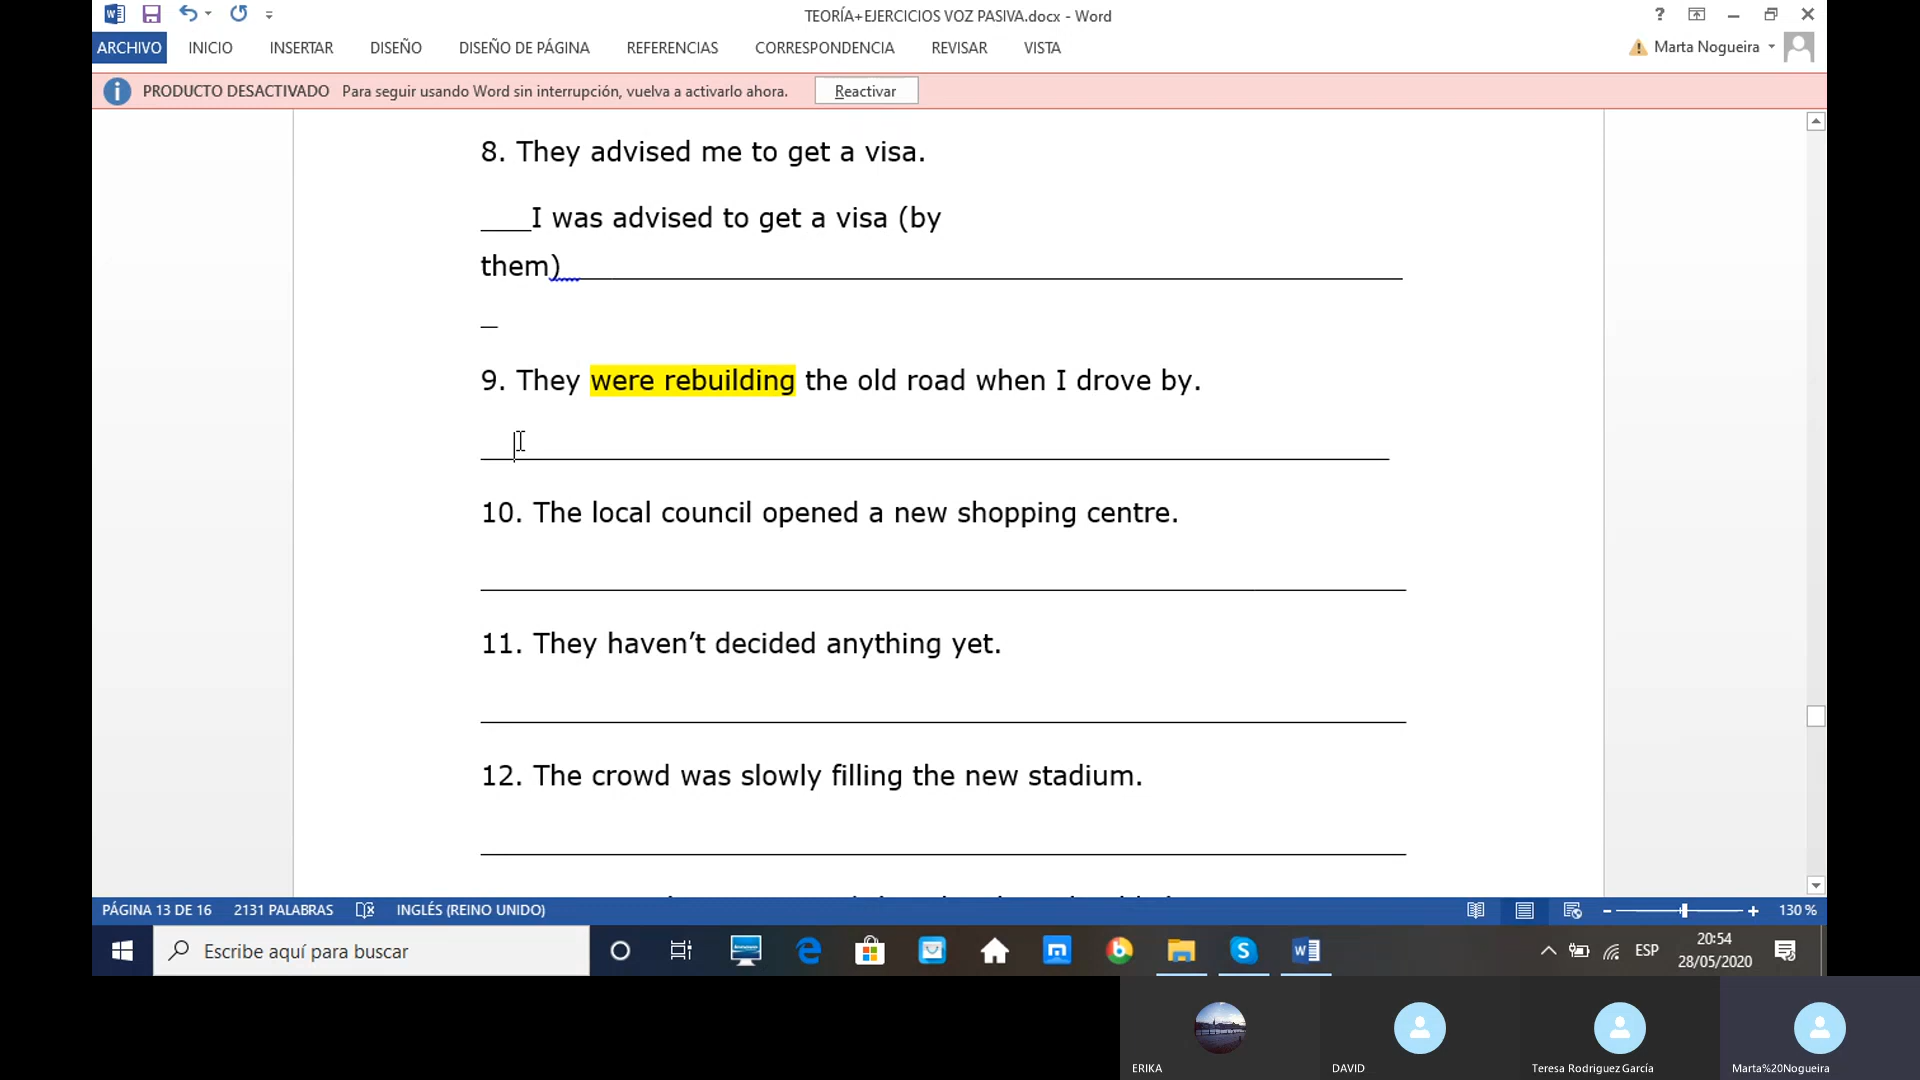 TEORÍA+EJERCICIOS VOZ PASIVA.docx - Word
ARCHIVO INICIO INSERTAR DISEÑO DISEÑO DE PÁGINA REFERENCIAS CORRESPONDENCIA REVISAR VISTA Marta Nogueira
PRODUCTO DESACTIVADO Para seguir usando Word sin interrupción, vuelva a activarlo ahora. Reactivar
8. They advised me to get a visa.
____I was advised to get a visa (by
them)
9. They were rebuilding the old road when I drove by.
10. The local council opened a new shopping centre.
11. They haven't decided anything yet.
12. The crowd was slowly filling the new stadium.
PÁGINA 13 DE 16 2131 PALABRAS INGLÉS (REINO UNIDO) 130 %
Escribe aquí para buscar ESP 20:54
28/05/2020
ERIKA DAVID Teresa Rodriguez García Marta%20Nogueira